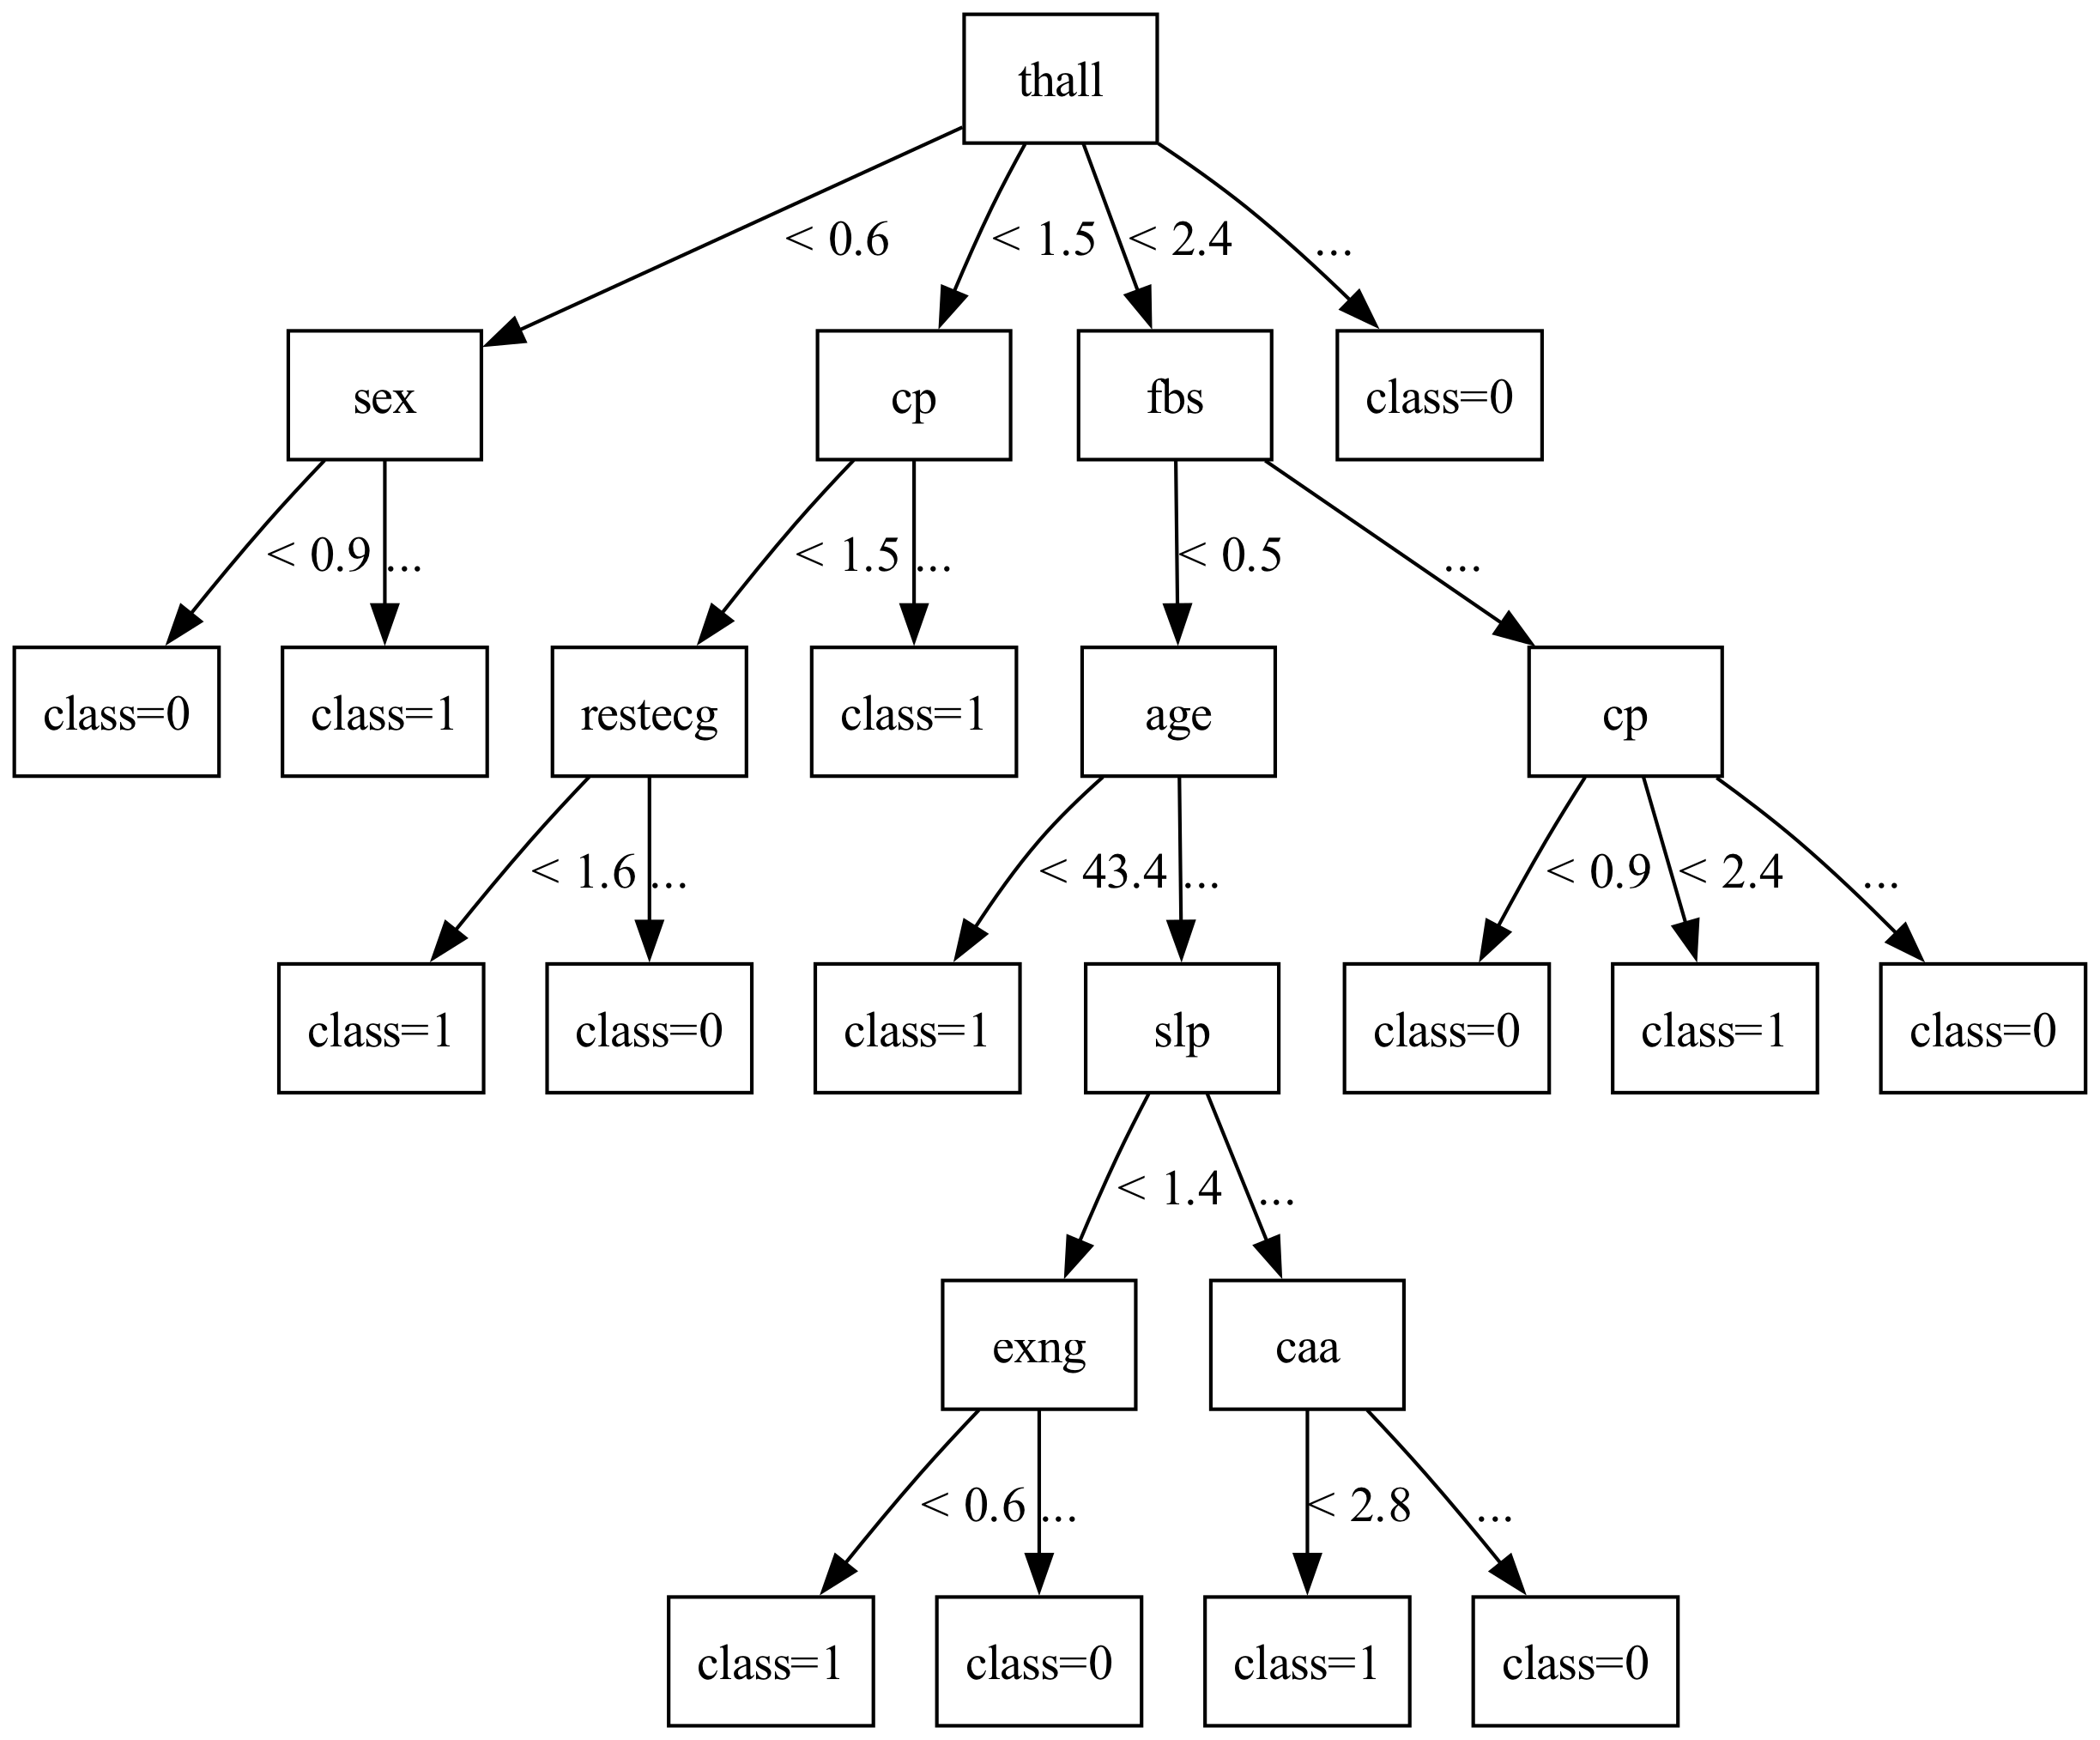 thall
< 0.6
< 1.5
< 2.4
...
sex
cp
fbs
class=0
< 0.9
...
< 1.5
...
< 0.5
...
class=0
class=1
restecg
class=1
age
cp
< 1.6
...
< 43.4
...
< 0.9
< 2.4
...
class=1
class=0
class=1
slp
class=0
class=1
class=0
< 1.4
...
exng
caa
< 0.6
...
< 2.8
...
class=1
class=0
class=1
class=0